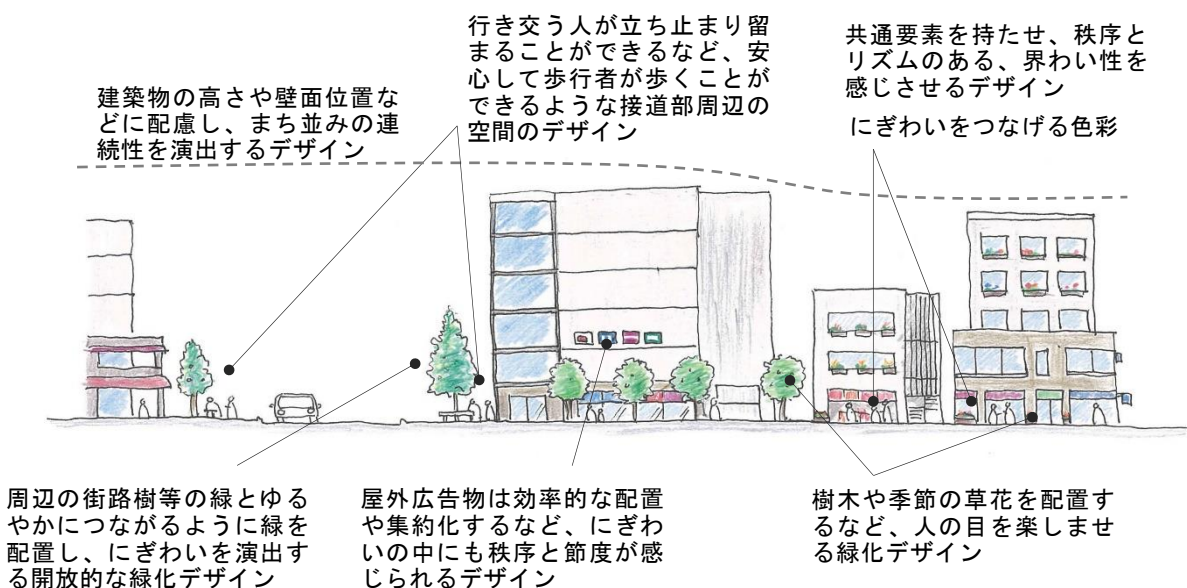 建築物の高さや壁面位置な
どに配慮し、まち並みの連
続性を演出するデザイン
行き交う人が立ち止まり留
まることができるなど、安
心して歩行者が歩くことが
できるような接道部周辺の
空間のデザイン
共通要素を持たせ、秩序と
リズムのある、界わい性を
感じさせるデザイン
にぎわいをつなげる色彩
周辺の街路樹等の緑とゆる
やかにつながるように緑を
配置し、にぎわいを演出す
る開放的な緑化デザイン
屋外広告物は効率的な配置
や集約化するなど、にぎわ
いの中にも秩序と節度が感
じられるデザイン
樹木や季節の草花を配置す
るなど、人の目を楽しませ
る緑化デザイン